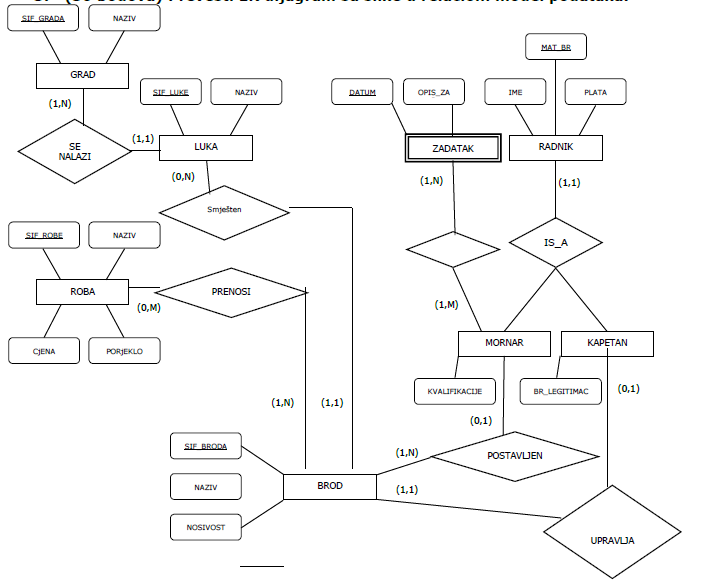 SIF_GRADA
NAZIV
GRAD
(1,N)
SE
NALAZI
(1,1)
SIF_LUKE
NAZIV
LUKA
(0,N)
Smješten
DATUM
OPIS_ZA
ZADATAK
(1,N)
MAT_BR
IME
PLATA
RADNIK
(1,1)
IS_A
SIF_ROBE
NAZIV
ROBA
(0,M)
PRENOSI
CJENA
PORJEKLO
(1,M)
MORNAR
KAPETAN
KVALIFIKACIJE
BR_LEGITIMAC
(0,1)
(0,1)
(1,N)
(1,1)
SIF_BRODA
NAZIV
NOSIVOST
BROD
(1,N)
(1,1)
POSTAVLJEN
UPRAVLJA